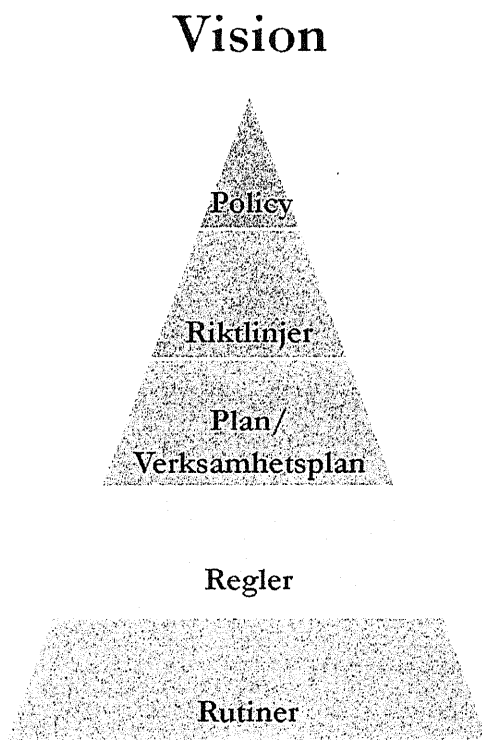 Vision
Policy
Riktlinjer
Plan/
Verksamhetsplan
Regler
Rutiner